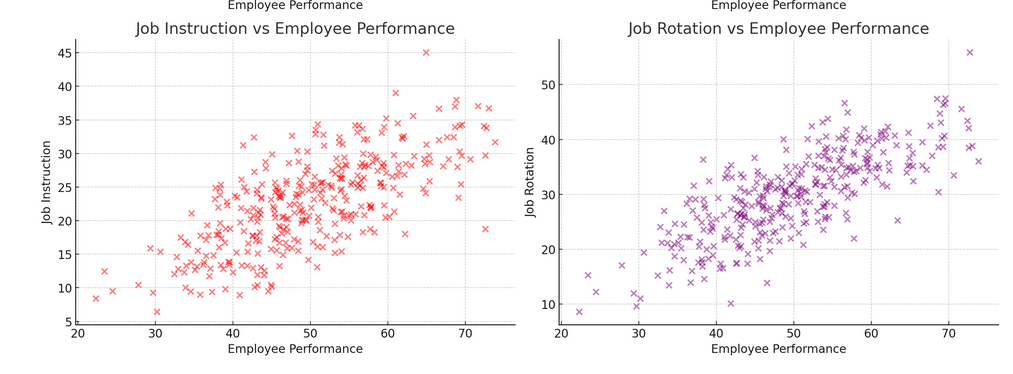 Employee Performance
Employee Performance
Job Instruction vs Employee Performance
Job Instruction
45
40
35
30
25
20
15
10
5
20 30 40 50 60 70
Employee Performance
Job Rotation vs Employee Performance
Job Rotation
50
40
30
20
10
20 30 40 50 60 70
Employee Performance